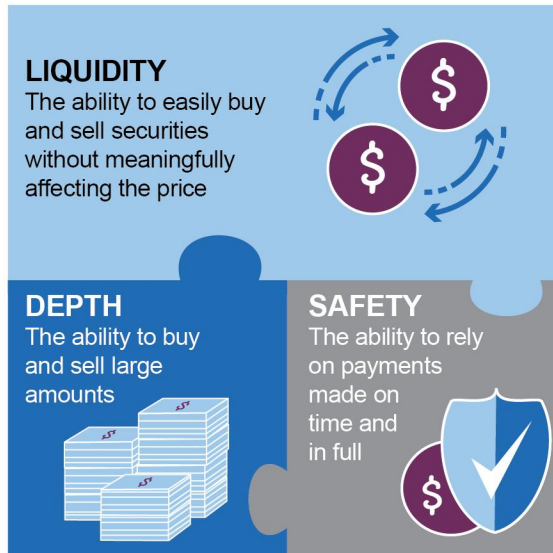 LIQUIDITY
The ability to easily buy
and sell securities
without meaningfully
affecting the price
$
$
DEPTH
The ability to buy
and sell large
amounts
$
$
$
SAFETY
The ability to rely
on payments
made on
time and
in full
$